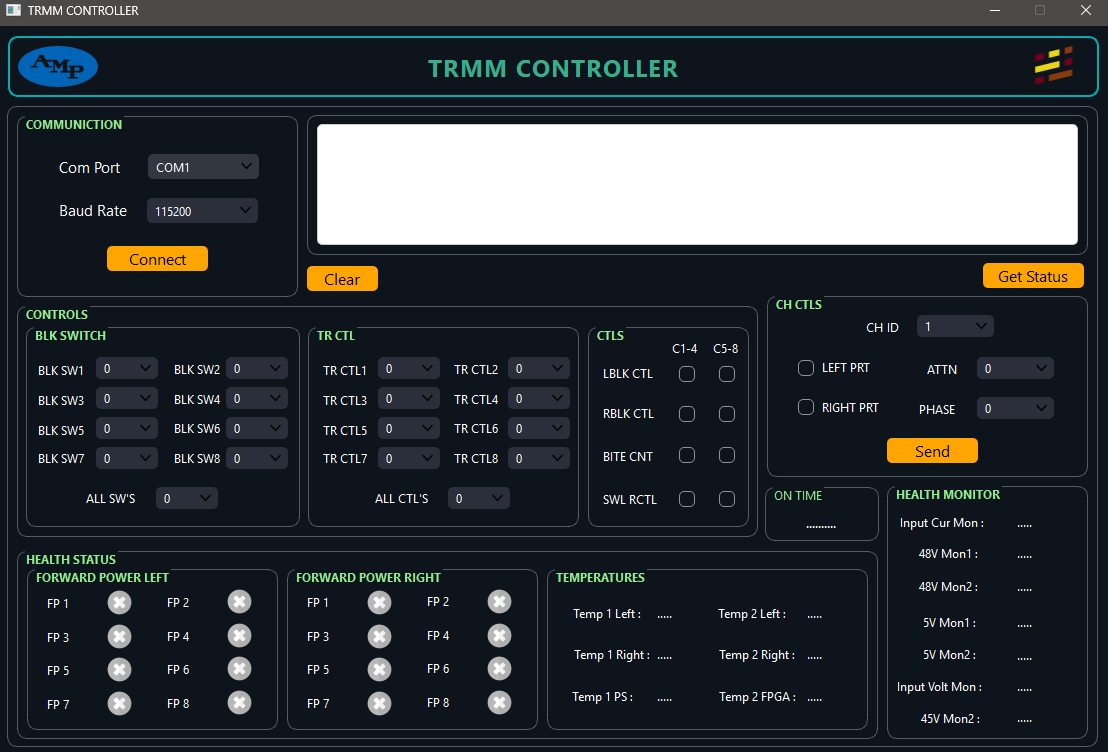 TRMM CONTROLLER
AMP
TRMM CONTROLLER
COMMUNICTION
Com Port COM1
Baud Rate 115200
Connect
Clear
Get Status
CONTROLS
BLK SWITCH
BLK SW1 0 BLK SW2 0
BLK SW3 0 BLK SW4 0
BLK SW5 0 BLK SW6 0
BLK SW7 0 BLK SW8 0
ALL SW'S 0
TR CTL
TR CTL1 0 TR CTL2 0
TR CTL3 0 TR CTL4 0
TR CTL5 0 TR CTL6 0
TR CTL7 0 TR CTL8 0
ALL CTL'S 0
CTLS
C1-4 C5-8
LBLK CTL
RBLK CTL
BITE CNT
SWL RCTL
CH CTLS
CH ID 1
LEFT PRT ATTN 0
RIGHT PRT PHASE 0
Send
ON TIME
..........
HEALTH MONITOR
Input Cur Mon : .....
48V Mon1 : .....
48V Mon2 : .....
5V Mon1 : .....
5V Mon2 : .....
Input Volt Mon : .....
45V Mon2 : .....
HEALTH STATUS
FORWARD POWER LEFT
FP 1 FP 2
FP 3 FP 4
FP 5 FP 6
FP 7 FP 8
FORWARD POWER RIGHT
FP 1 FP 2
FP 3 FP 4
FP 5 FP 6
FP 7 FP 8
TEMPERATURES
Temp 1 Left : ..... Temp 2 Left : .....
Temp 1 Right : ..... Temp 2 Right : .....
Temp 1 PS : ..... Temp 2 FPGA : .....